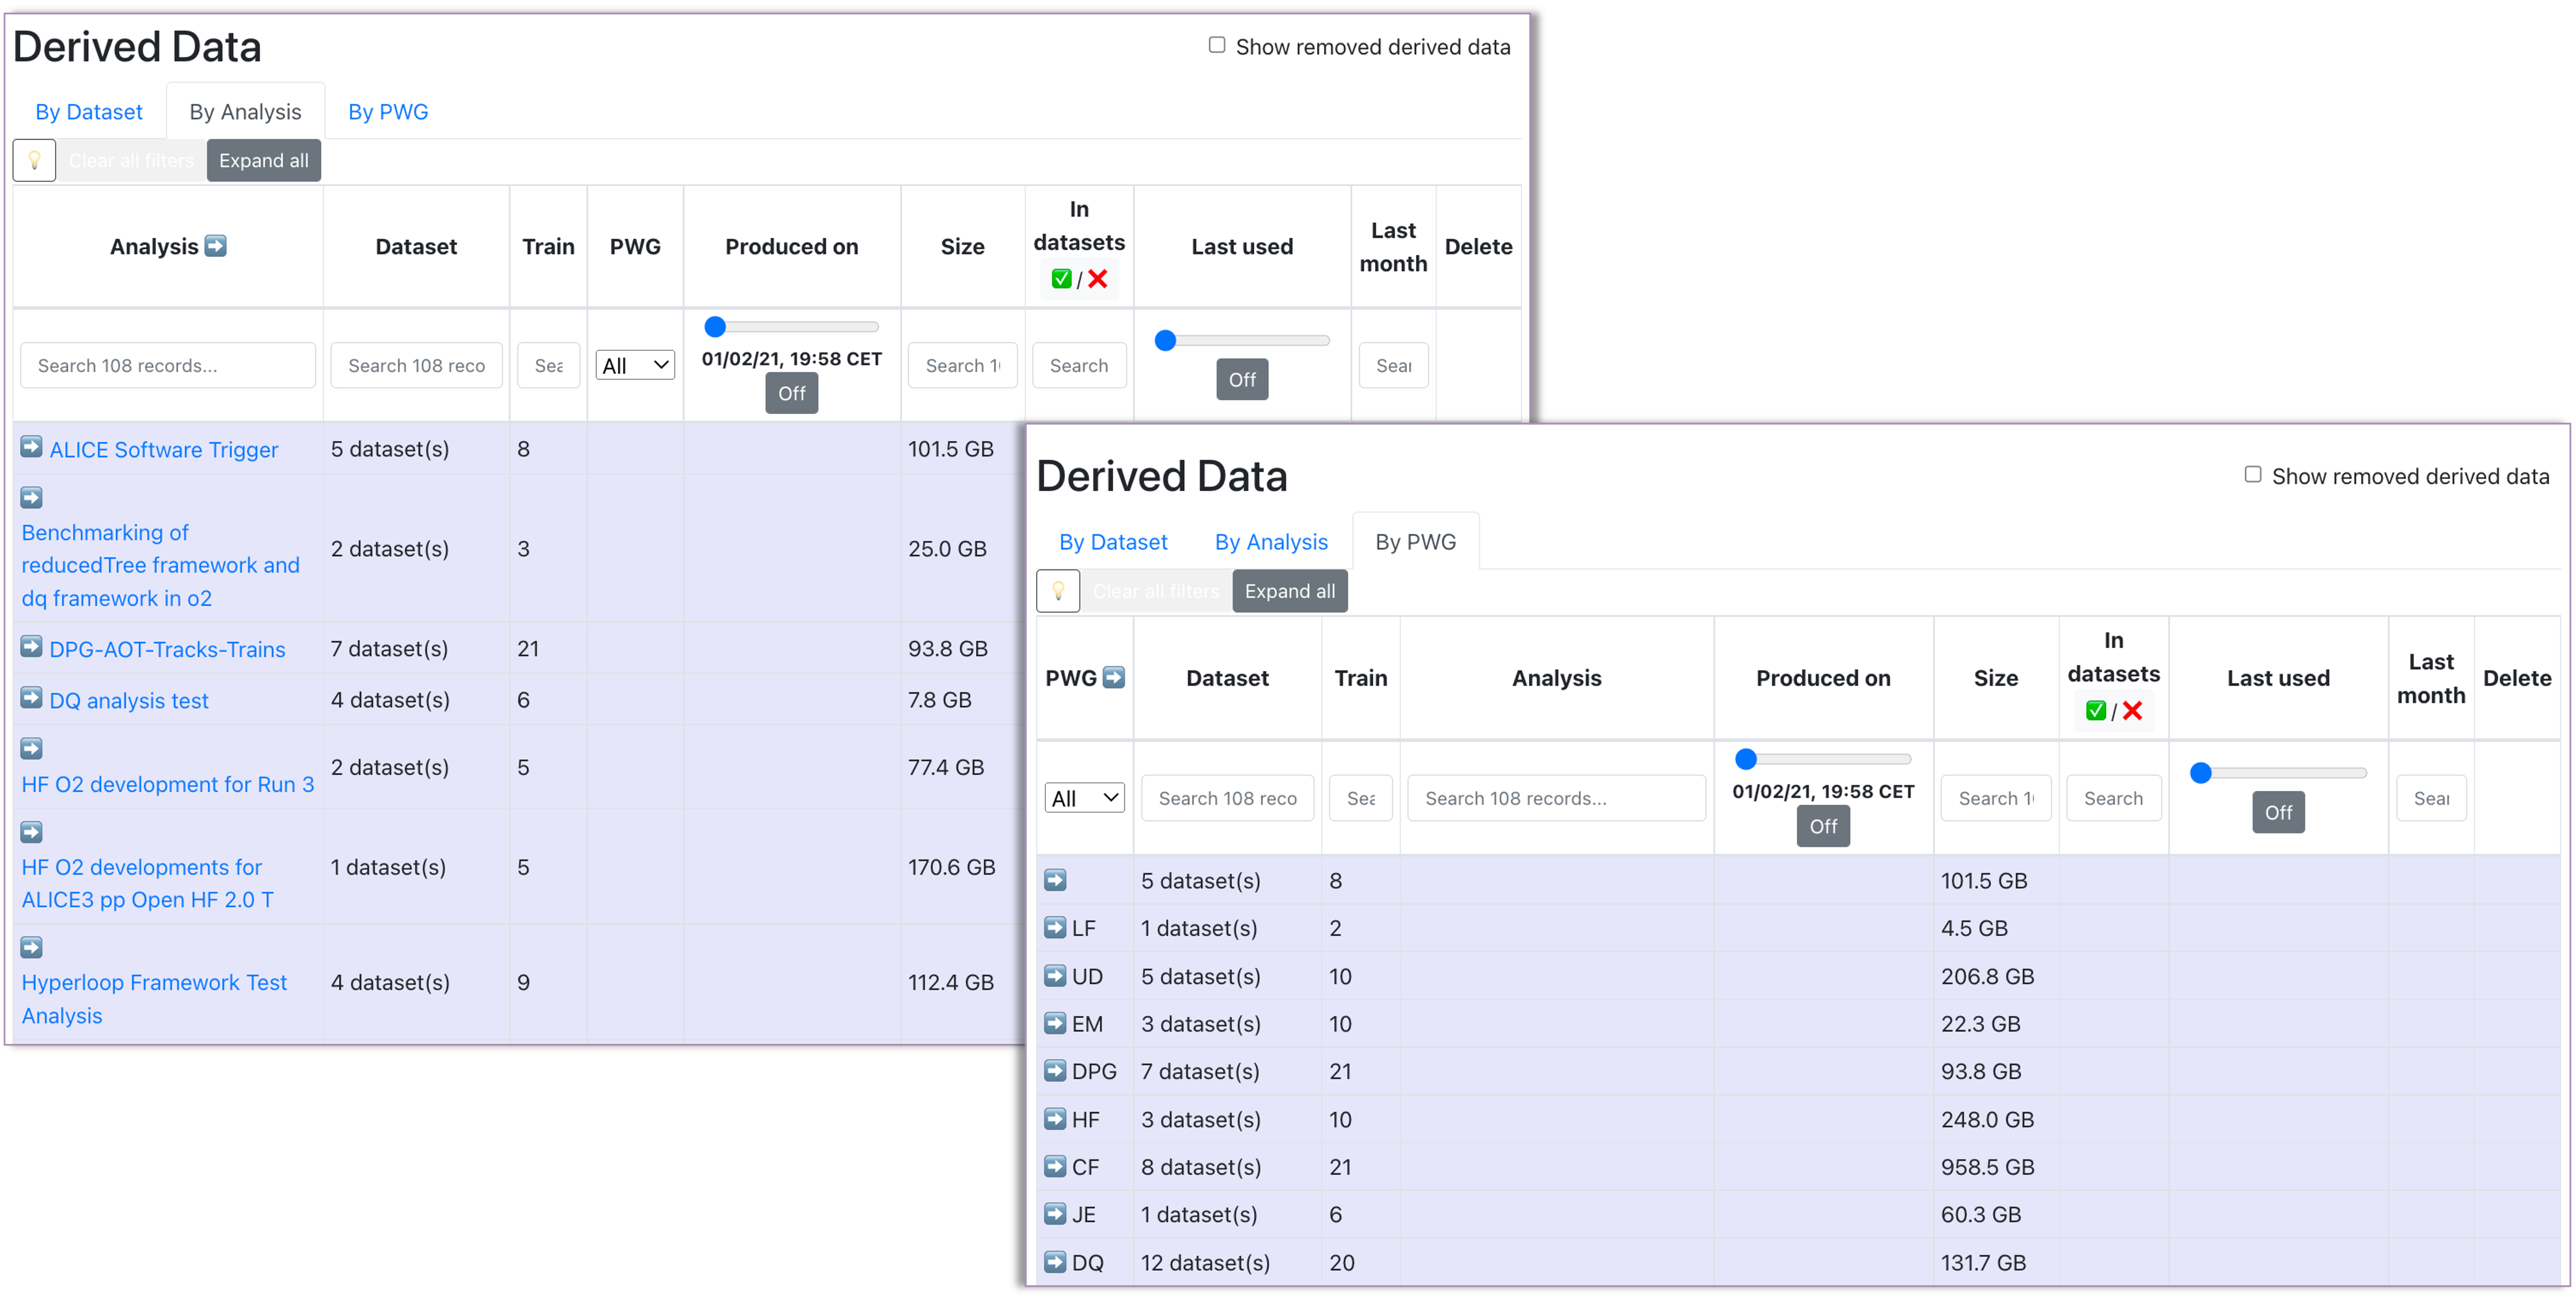 Derived Data
Show removed derived data
By Dataset By Analysis By PWG
Clear all filters Expand all
Analysis Dataset Train PWG Produced on Size In datasets / Last used Last month Delete
Search 108 records... Search 108 reco Sea All 01/02/21, 19:58 CET Off Search 1 Search Off Sear
ALICE Software Trigger 5 dataset(s) 8 101.5 GB
Benchmarking of
reducedTree framework and
dq framework in o2
2 dataset(s) 3 25.0 GB
DPG-AOT-Tracks-Trains 7 dataset(s) 21 93.8 GB
DQ analysis test 4 dataset(s) 6 7.8 GB
HF O2 development for Run 3 2 dataset(s) 5 77.4 GB
HF O2 developments for
ALICE3 pp Open HF 2.0 T
1 dataset(s) 5 170.6 GB
Hyperloop Framework Test
Analysis
4 dataset(s) 9 112.4 GB
Derived Data
Show removed derived data
By Dataset By Analysis By PWG
Clear all filters Expand all
PWG Dataset Train Analysis Produced on Size In datasets / Last used Last month Delete
All Search 108 reco Sea Search 108 records... 01/02/21, 19:58 CET Off Search 1 Search Off Sear
5 dataset(s) 8 101.5 GB
LF 1 dataset(s) 2 4.5 GB
UD 5 dataset(s) 10 206.8 GB
EM 3 dataset(s) 10 22.3 GB
DPG 7 dataset(s) 21 93.8 GB
HF 3 dataset(s) 10 248.0 GB
CF 8 dataset(s) 21 958.5 GB
JE 1 dataset(s) 6 60.3 GB
DQ 12 dataset(s) 20 131.7 GB